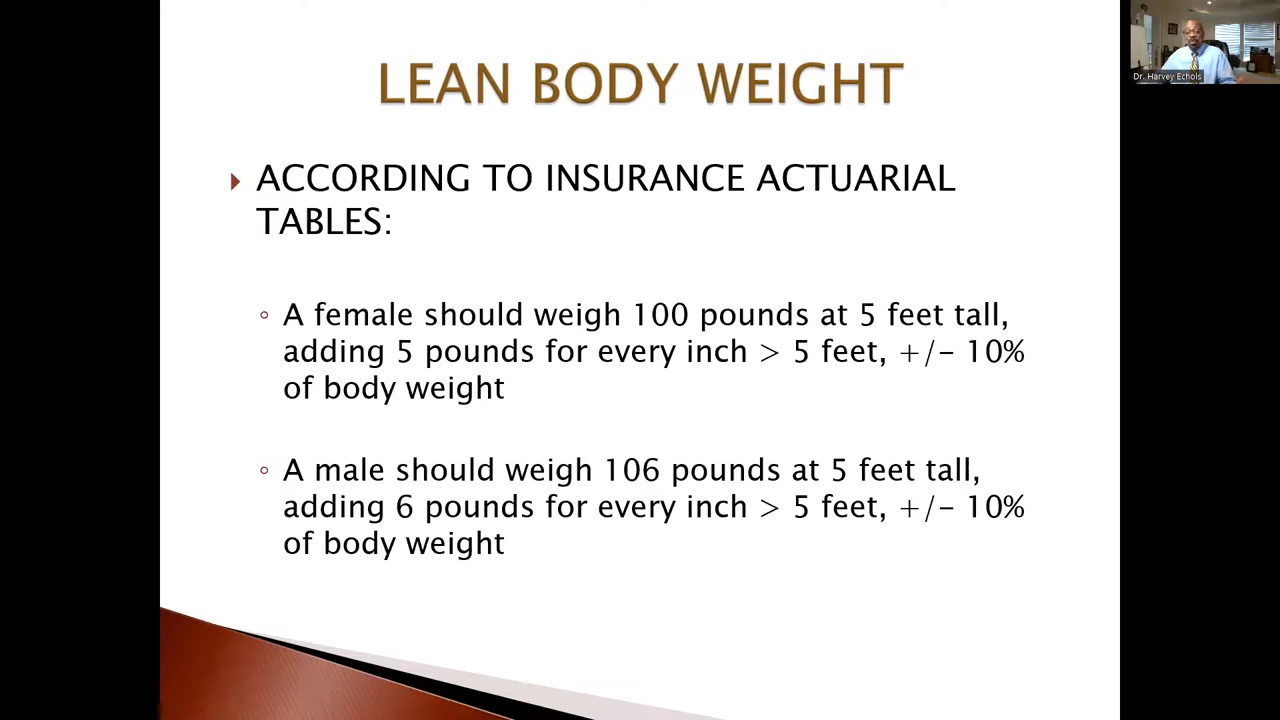 LEAN BODY WEIGHT
ACCORDING TO INSURANCE ACTUARIAL
TABLES:
A female should weigh 100 pounds at 5 feet tall,
adding 5 pounds for every inch > 5 feet, +/- 10%
of body weight
A male should weigh 106 pounds at 5 feet tall,
adding 6 pounds for every inch > 5 feet, +/- 10%
of body weight
Dr. Harvey Echols